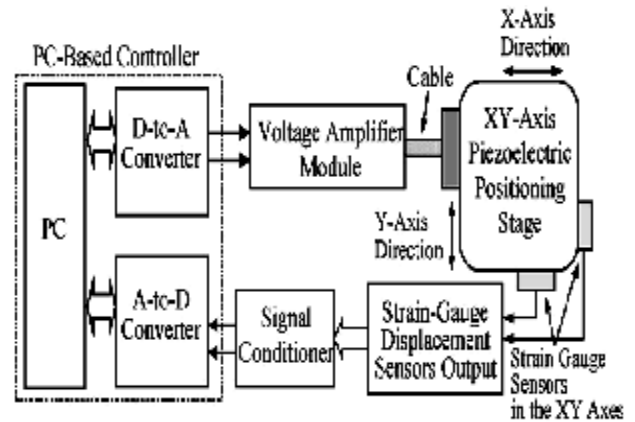 X-Axis
Direction
PC-Based Controller
Cable
D-to-A
Converter
Voltage Amplifier
Module
XY-Axis
Piezoelectric
Positioning
Stage
PC
Y-Axis
Direction
A-to-D
Converter
Signal
Conditioner
Strain-Gauge
Displacement
Sensors Output
Strain Gauge
Sensors
in the XY Axes